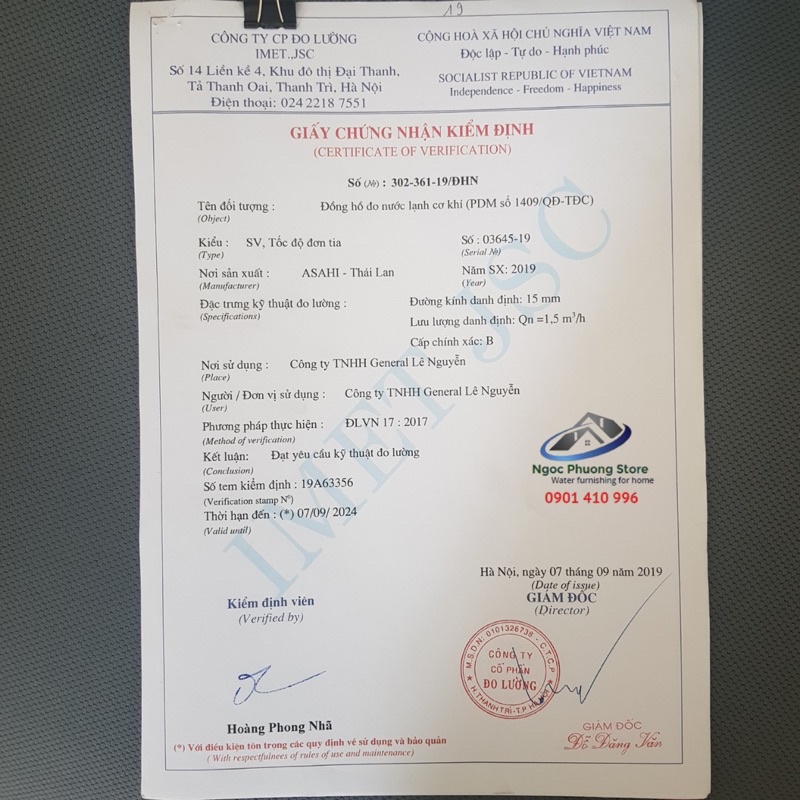 19
CÔNG TY CP ĐO LƯỜNG
IMET.,JSC
Số 14 Liền kề 4, Khu đô thị Đại Thanh,
Tả Thanh Oai, Thanh Trì, Hà Nội
Điện thoại: 024 2218 7551
CỘNG HOÀ XÃ HỘI CHỦ NGHĨA VIỆT NAM
Độc lập - Tự do - Hạnh phúc
SOCIALIST REPUBLIC OF VIETNAM
Independence - Freedom - Happiness
GIẤY CHỨNG NHẬN KIỂM ĐỊNH
(CERTIFICATE OF VERIFICATION)
Số (№) : 302-361-19/ĐHN
Tên đối tượng : Đồng hồ đo nước lạnh cơ khí (PDM số 1409/QĐ-TĐC)
(Object)
Kiểu : SV, Tốc độ đơn tia Số : 03645-19
(Type) (Serial №)
Nơi sản xuất : ASAHI - Thái Lan Năm SX: 2019
(Manufacturer) (Year)
Đặc trưng kỹ thuật đo lường : Đường kính danh định: 15 mm
(Specifications) Lưu lượng danh định: Qn =1,5 m³/h
Cấp chính xác: B
Nơi sử dụng : Công ty TNHH General Lê Nguyễn
(Place)
Người / Đơn vị sử dụng : Công ty TNHH General Lê Nguyễn
(User)
Phương pháp thực hiện : ĐLVN 17 : 2017
(Method of verification)
Kết luận: Đạt yêu cầu kỹ thuật đo lường
(Conclusion)
Số tem kiểm định : 19A63356
(Verification stamp N⁰)
Thời hạn đến : (*) 07/09/ 2024
(Valid until)
IMET JSC
Ngoc Phuong Store
Water furnishing for home
0901 410 996
Hà Nội, ngày 07 tháng 09 năm 2019
(Date of issue)
GIÁM ĐỐC
(Director)
Kiểm định viên
(Verified by)
M.S.D.N: 0101326738 - C.T.C.P
CÔNG TY
CỔ PHẦN
ĐO LƯỜNG
H.THANH TRÌ - T.P HÀ NỘI
Hoàng Phong Nhã
GIÁM ĐỐC
Đỗ Đăng Văn
(*) Với điều kiện tôn trọng các quy định về sử dụng và bảo quản
( With respectfulnees of rules of use and maintenance)